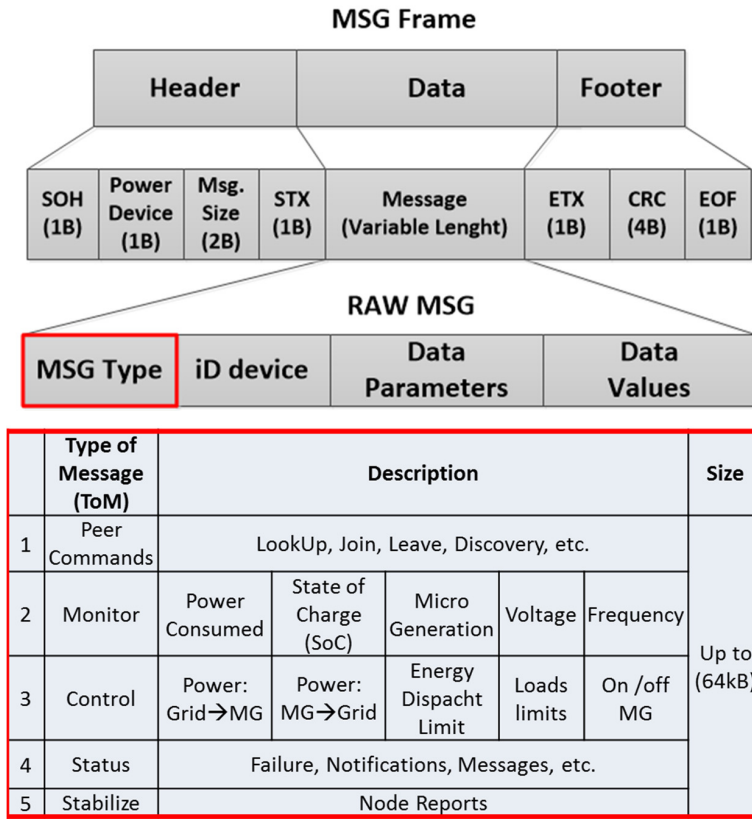 MSG Frame
Header Data Footer
SOH (1B)
Power Device (1B)
Msg. Size (2B)
STX (1B)
Message (Variable Lenght)
ETX (1B)
CRC (4B)
EOF (1B)
RAW MSG
MSG Type
iD device
Data Parameters
Data Values
Type of Message (ToM) Description Size
1 Peer Commands LookUp, Join, Leave, Discovery, etc.
2 Monitor Power Consumed State of Charge (SoC) Micro Generation Voltage Frequency
Up to (64kB)
3 Control Power: Grid→MG Power: MG→Grid Energy Dispacht Limit Loads limits On /off MG
4 Status Failure, Notifications, Messages, etc.
5 Stabilize Node Reports